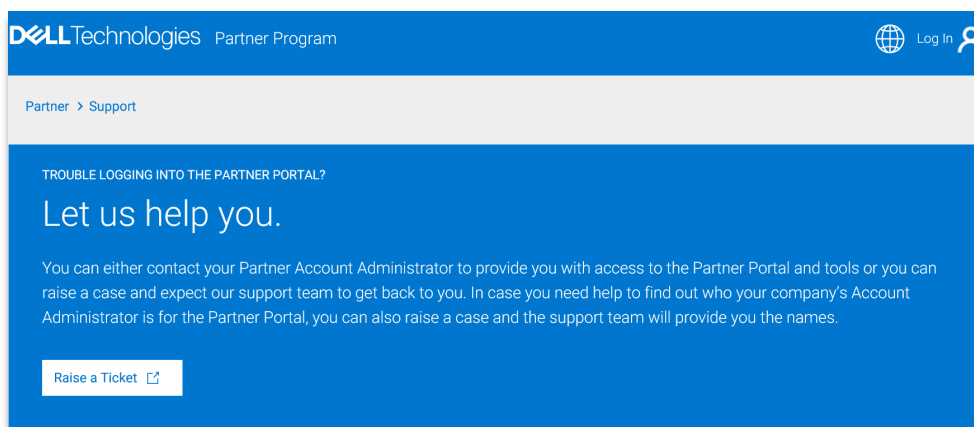 DELLTechnologies Partner Program
Log In
Partner > Support
TROUBLE LOGGING INTO THE PARTNER PORTAL?
Let us help you.
You can either contact your Partner Account Administrator to provide you with access to the Partner Portal and tools or you can
raise a case and expect our support team to get back to you. In case you need help to find out who your company's Account
Administrator is for the Partner Portal, you can also raise a case and the support team will provide you the names.
Raise a Ticket